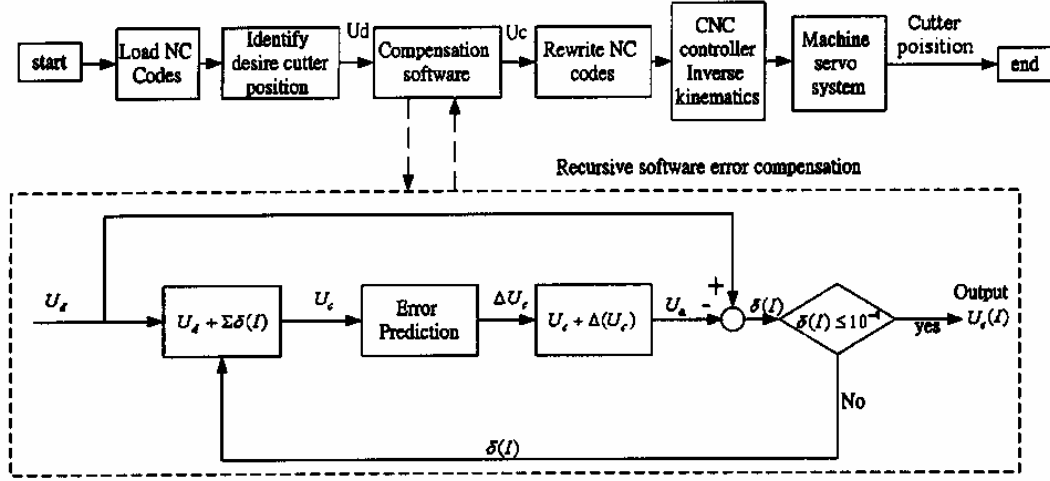 start
Load NC
Codes
Identify
desire cutter
position
Ud
Compensation
software
Uc
Rewrite NC
codes
CNC
controller
Inverse
kinematics
Machine
servo
system
Cutter
poisition
end
Recursive software error compensation
U_d
U_d + Σδ(I)
U_c
Error
Prediction
ΔU_c
U_c + Δ(U_c)
U_a
+
-
δ(I)
δ(I) ≤ 10^-4
yes
Output
U_c(I)
No
δ(I)